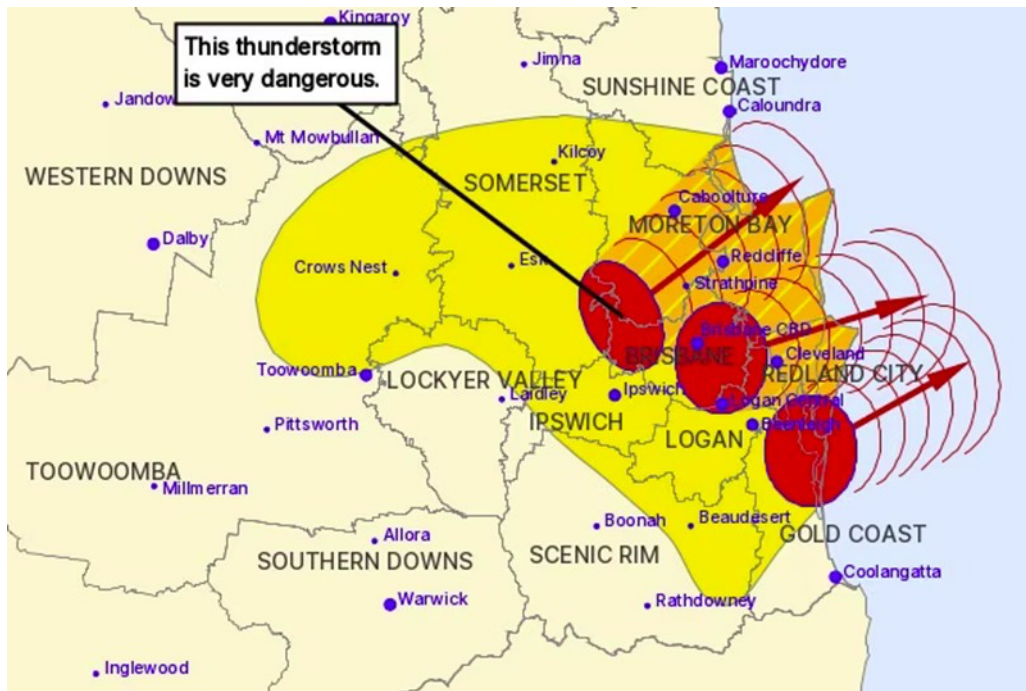 Kingaroy
This thunderstorm
is very dangerous.
Jimna
Maroochydore
SUNSHINE COAST
Caloundra
Mt Mowbullan
Kilcoy
WESTERN DOWNS
SOMERSET
Caboolture
MORETON BAY
Dalby
Redcliffe
Crows Nest
Strathpine
Brisbane CBD
BRISBANE
Cleveland
REDLAND CITY
Toowoomba
LOCKYER VALLEY
Laidley
Ipswich
Logan Central
IPSWICH
Pittsworth
Beenleigh
LOGAN
TOOWOOMBA
Millmerran
Boonah
Beaudesert
GOLD COAST
Allora
SOUTHERN DOWNS
SCENIC RIM
Coolangatta
Warwick
Rathdowney
Inglewood